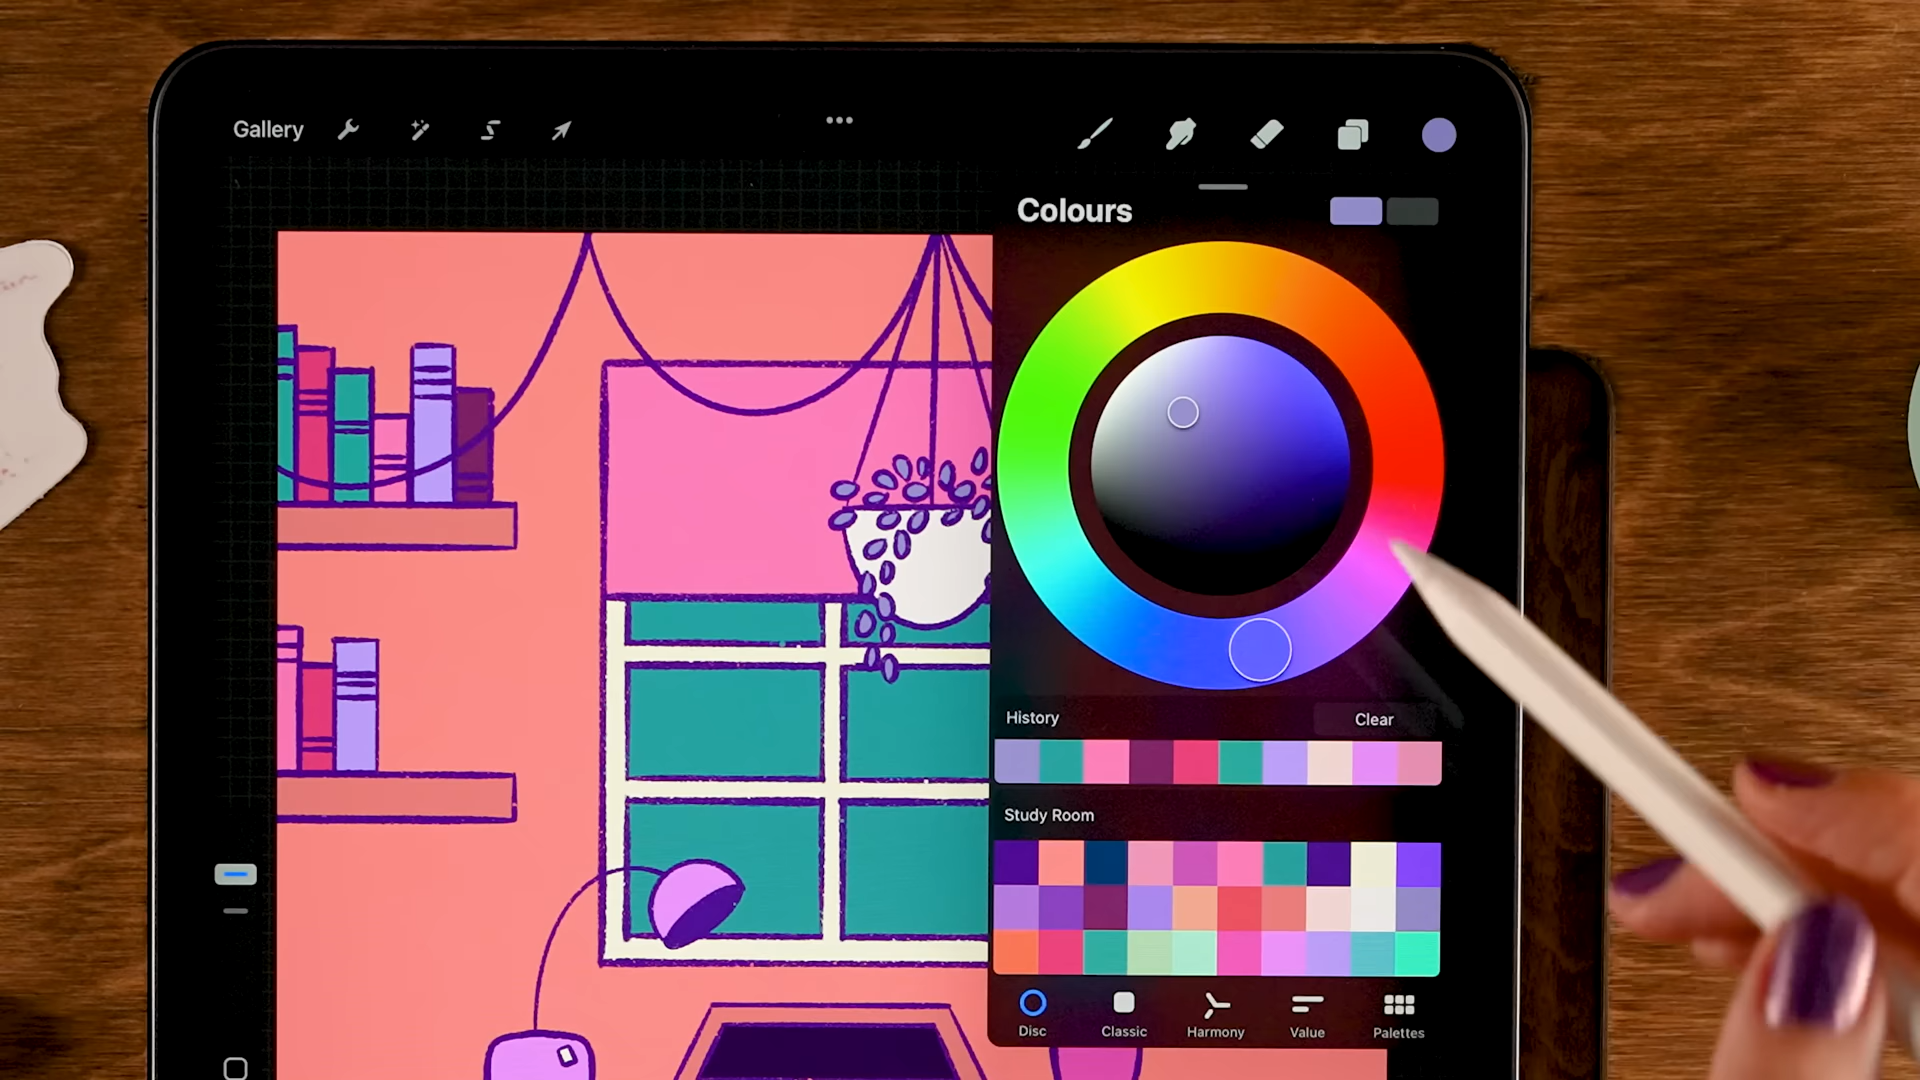 Gallery
Colours
History
Clear
Study Room
Disc
Classic
Harmony
Value
Palettes